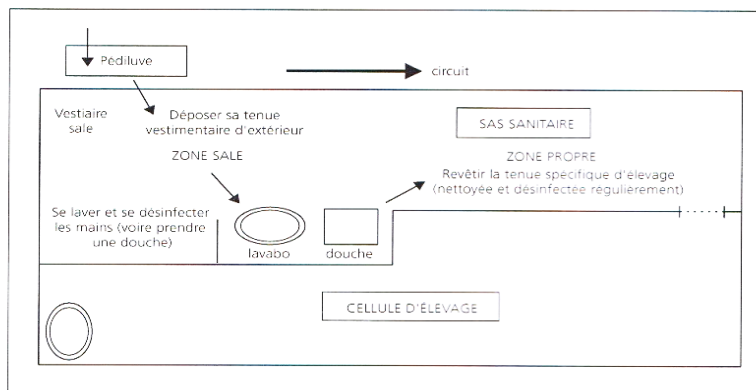 Pédiluve
circuit
Vestiaire
sale
Déposer sa tenue
vestimentaire d'extérieur
SAS SANITAIRE
ZONE SALE
ZONE PROPRE
Revêtir la tenue spécifique d'élevage
(nettoyée et désinfectée régulièrement)
Se laver et se désinfecter
les mains (voire prendre
une douche)
lavabo
douche
CELLULE D'ÉLEVAGE